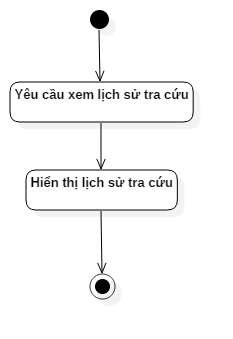 Yêu cầu xem lịch sử tra cứu
Hiển thị lịch sử tra cứu